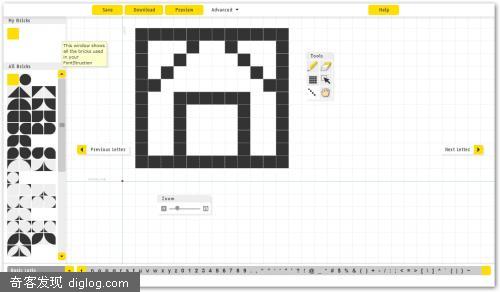 Save
Download
Preview
Advanced
Help
My Bricks
This window shows
all the bricks used
in your
FontStruction
All Bricks
Tools
Previous Letter
Next Letter
Zoom
Basic Latin
n o p q r s t u v w x y z 0 1 2 3 4 5 6 7 8 9
奇客发现 diglog.com